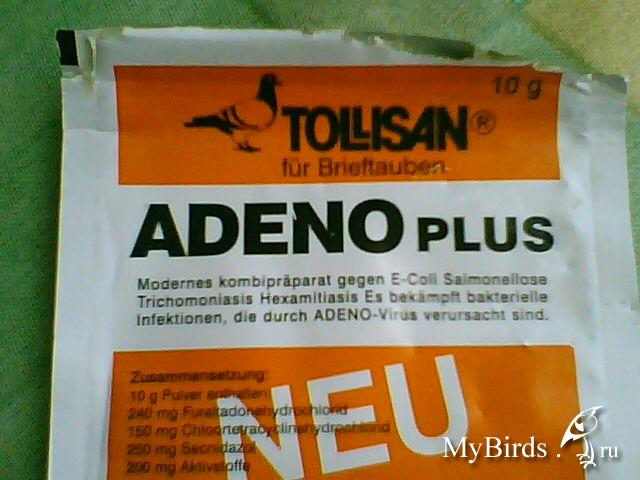 10 g
TOLLISAN®
für Brieftauben
ADENO PLUS
Modernes kombipräparat gegen E-Coli Salmonellose
Trichomoniasis Hexamitiasis Es bekämpft bakterielle
Infektionen, die durch ADENO-Virus verursacht sind.
NEU
Zusammensetzung:
10 g Pulver enthalten:
240 mg Furaltadonehydrochlorid
150 mg Chloortetracyclinehydrochlorid
250 mg Secnidazol
200 mg Aktivstoffe
MyBirds.ru